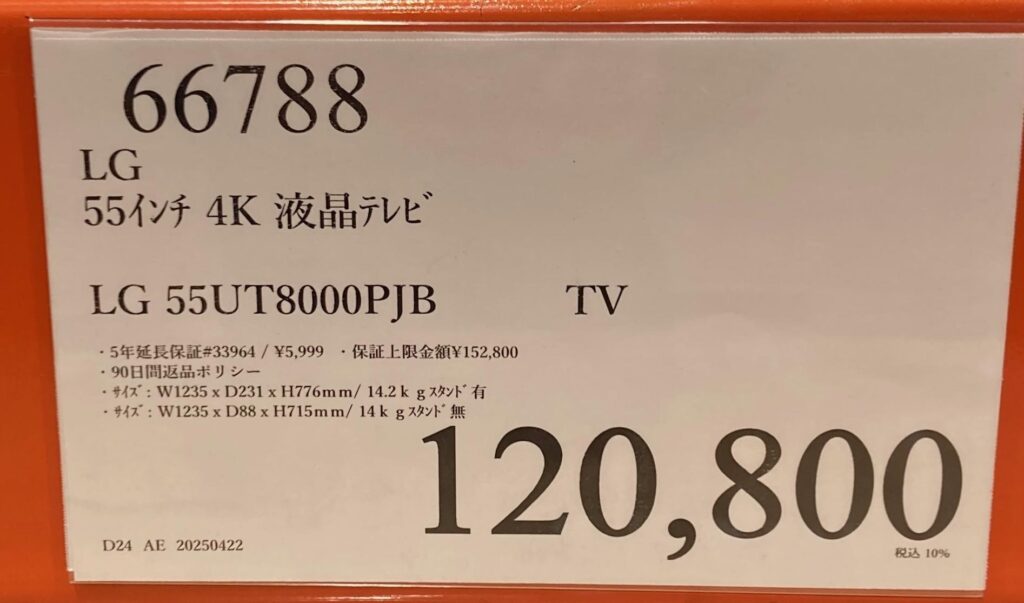 66788
LG
55ｲﾝﾁ 4K 液晶ﾃﾚﾋﾞ
LG 55UT8000PJB TV
・5年延長保証#33964 / ¥5,999 ・保証上限金額¥152,800
・90日間返品ポリシー
・ｻｲｽﾞ: W1235 x D231 x H776mm/ 14.2ｋｇｽﾀﾝﾄﾞ有
・ｻｲｽﾞ: W1235 x D88 x H715mm/ 14ｋｇｽﾀﾝﾄﾞ無
120,800
税込 10%
D24 AE 20250422